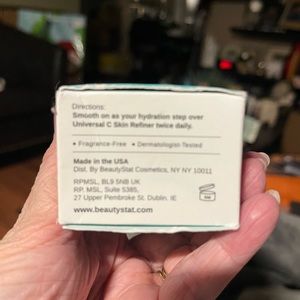 Directions:
Smooth on as your hydration step over
Universal C Skin Refiner twice daily.
• Fragrance-Free • Dermatologist-Tested
Made in the USA
Dist. By BeautyStat Cosmetics, NY NY 10011
RPMSL, BL9 5NB UK
RP. MSL, Suite 5385,
27 Upper Pembroke St. Dublin, IE
www.beautystat.com